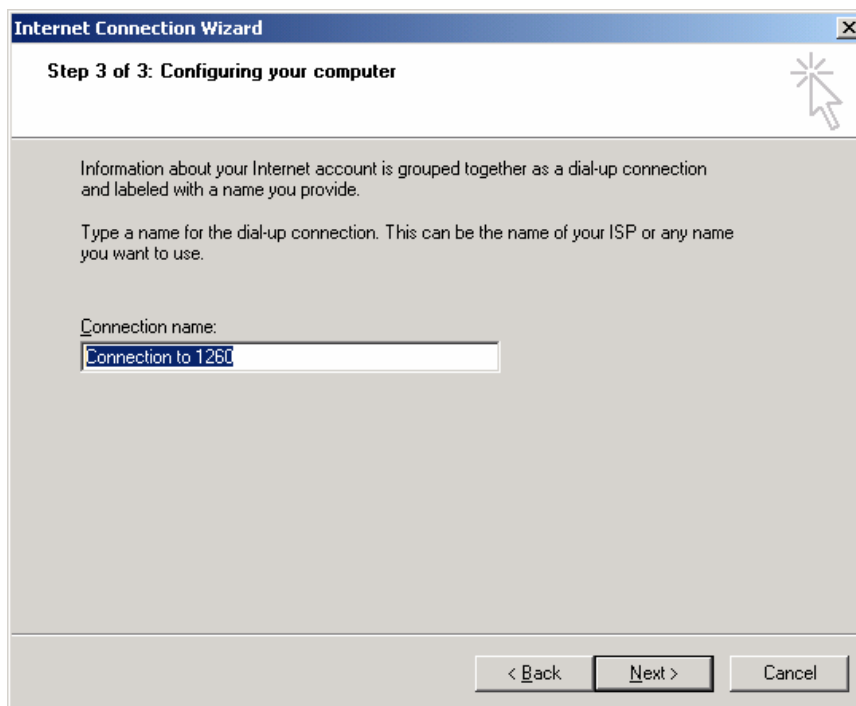 Internet Connection Wizard
Step 3 of 3: Configuring your computer
Information about your Internet account is grouped together as a dial-up connection
and labeled with a name you provide.
Type a name for the dial-up connection. This can be the name of your ISP or any name
you want to use.
Connection name:
Connection to 1260
< Back Next > Cancel